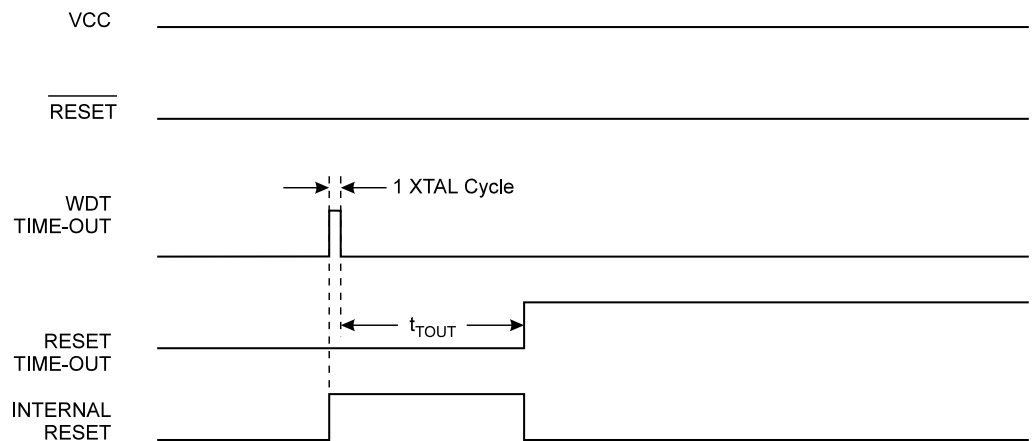 VCC
RESET
1 XTAL Cycle
WDT
TIME-OUT
tTOUT
RESET
TIME-OUT
INTERNAL
RESET